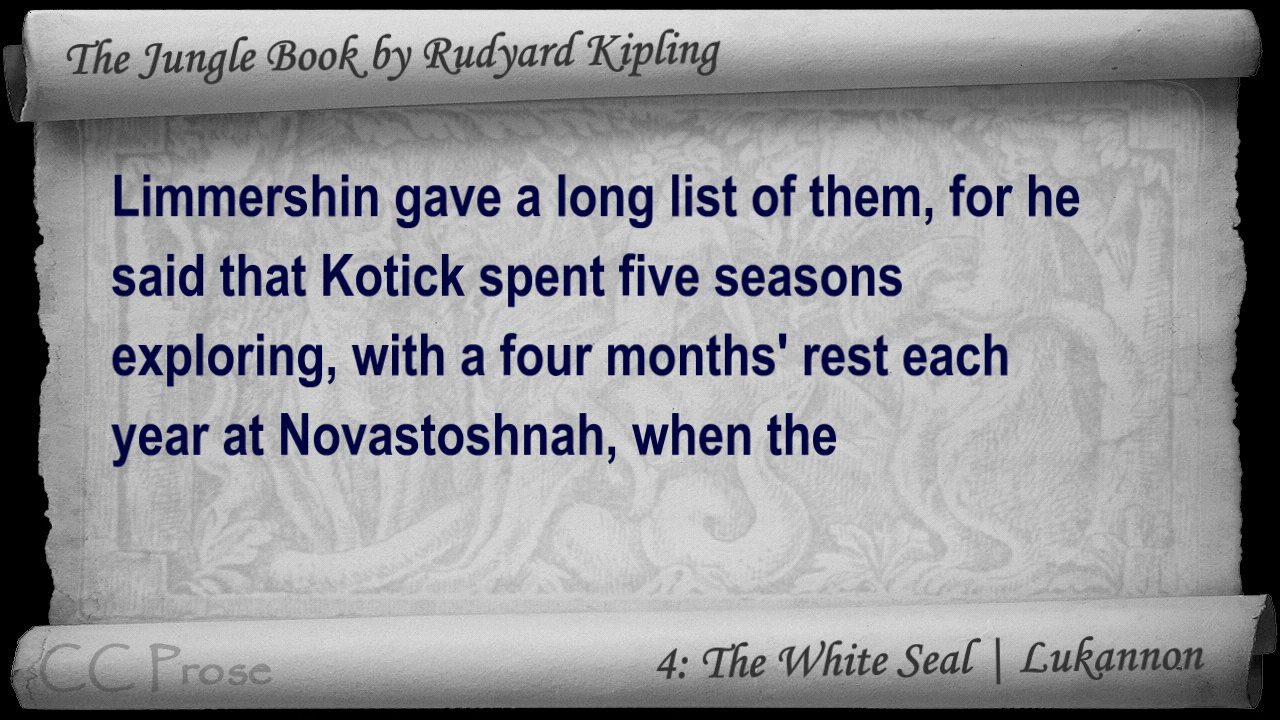 The Jungle Book by Rudyard Kipling
Limmershin gave a long list of them, for he
said that Kotick spent five seasons
exploring, with a four months' rest each
year at Novastoshnah, when the
CC Prose
4: The White Seal | Lukannon